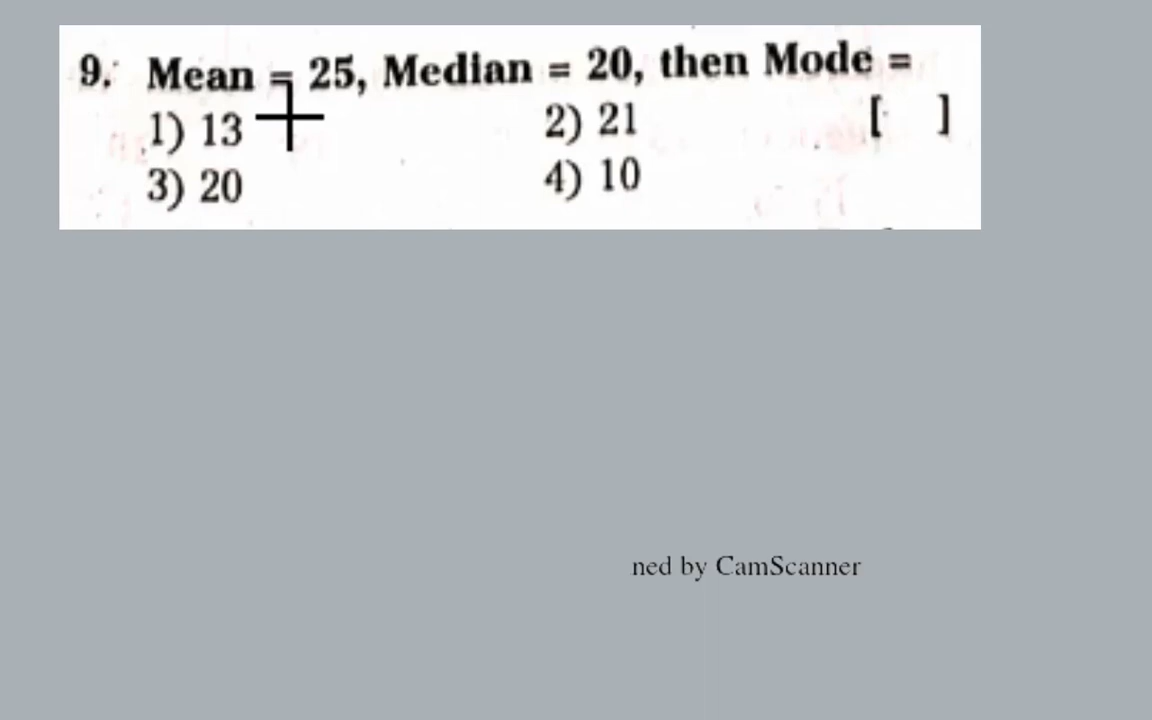 9. Mean = 25, Median = 20, then Mode =
1) 13 2) 21 [ ]
3) 20 4) 10
ned by CamScanner